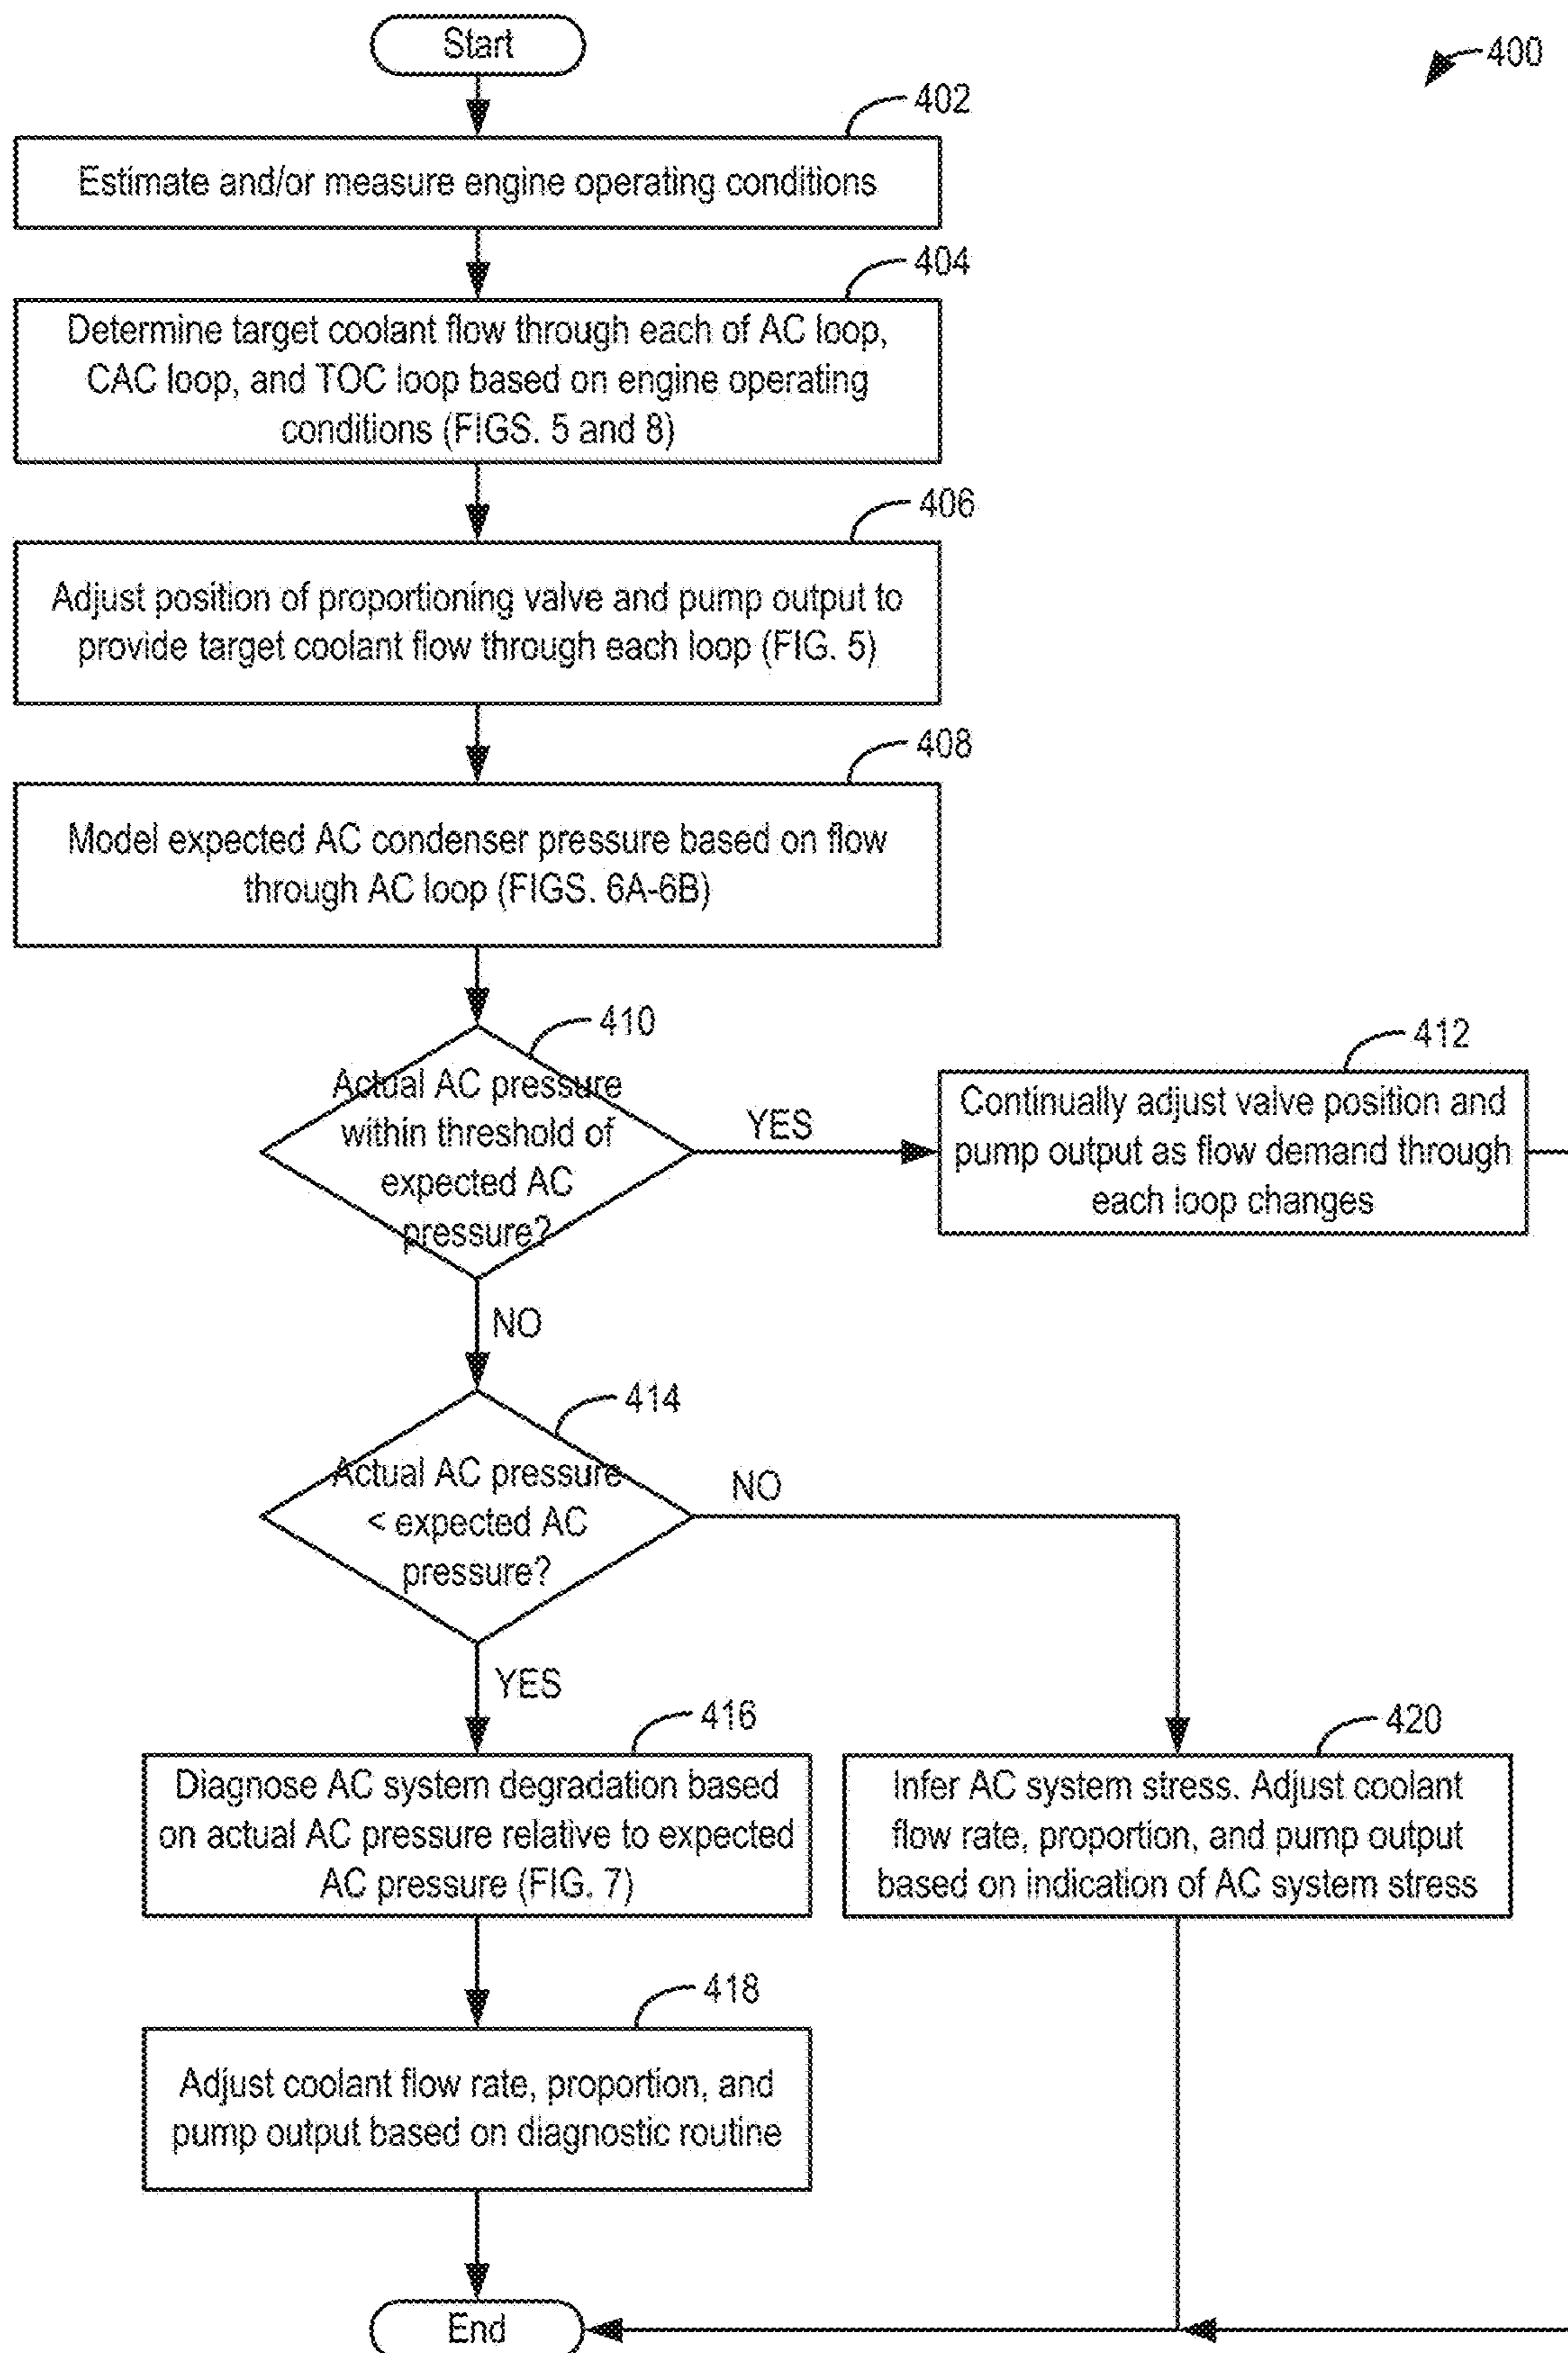 Start
400
402
Estimate and/or measure engine operating conditions
404
Determine target coolant flow through each of AC loop,
CAC loop, and TOC loop based on engine operating
conditions (FIGS. 5 and 8)
406
Adjust position of proportioning valve and pump output to
provide target coolant flow through each loop (FIG. 5)
408
Model expected AC condenser pressure based on flow
through AC loop (FIGS. 6A-6B)
410
Actual AC pressure
within threshold of
expected AC
pressure?
YES
412
Continually adjust valve position and
pump output as flow demand through
each loop changes
NO
414
Actual AC pressure
< expected AC
pressure?
NO
YES
416
Diagnose AC system degradation based
on actual AC pressure relative to expected
AC pressure (FIG. 7)
420
Infer AC system stress. Adjust coolant
flow rate, proportion, and pump output
based on indication of AC system stress
418
Adjust coolant flow rate, proportion, and
pump output based on diagnostic routine
End